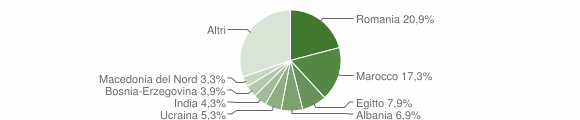 Altri
Romania 20,9%
Macedonia del Nord 3,3%
Marocco 17,3%
Bosnia-Erzegovina 3,9%
India 4,3%
Egitto 7,9%
Ucraina 5,3%
Albania 6,9%